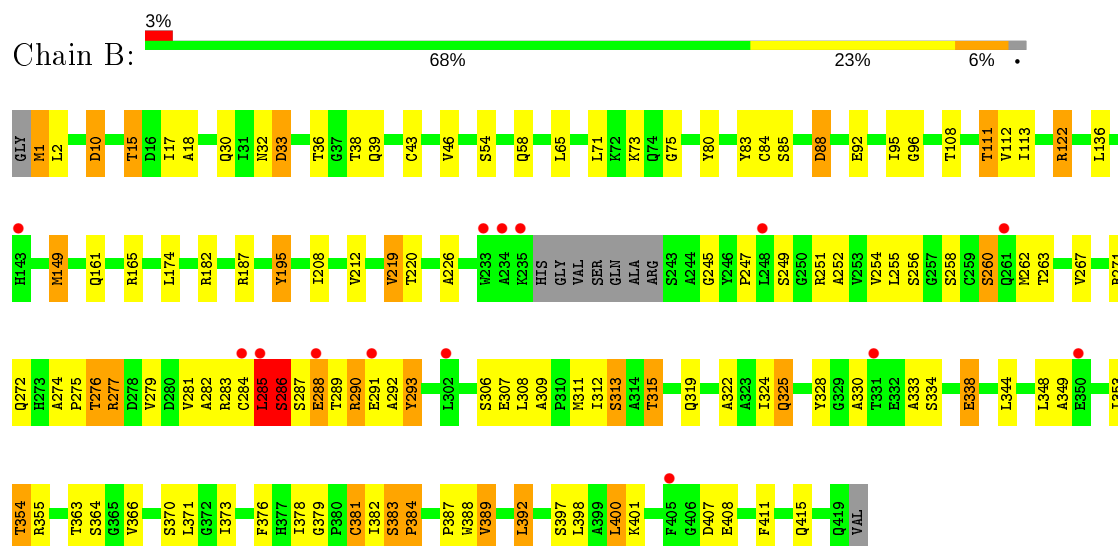 3%
Chain B:
68% 23% 6% •
GLY M1 L2 D10 T15 D16 I17 A18 Q30 I31 N32 D33 T36 G37 T38 Q39 C43 V46 S54 Q58 L65 L71 K72 K73 Q74 G75 Y80 Y83 C84 S85 D88 E92 I95 G96 T108 T111 V112 I113 R122 L136
H143 M149 Q161 R165 L174 R182 R187 Y195 I208 V212 V219 T220 A226 W233 A234 K235 HIS GLY VAL SER GLN ALA ARG S243 A244 G245 Y246 P247 L248 S249 G250 R251 A252 V253 V254 L255 S256 G257 S258 C259 S260 Q261 M262 T263 V267
Q272 H273 A274 P275 T276 R277 D278 V279 D280 V281 A282 R283 C284 L285 S286 S287 E288 T289 R290 E291 A292 Y293 L302 S306 E307 L308 A309 P310 M311 I312 S313 A314 T315 Q319 A322 A323 I324 Q325 Y328 G329 A330 T331 E332 A333 S334 E338 L344 L348 A349 E350
T354 R355 T363 S364 G365 V366 S370 L371 G372 I373 F376 H377 I378 G379 P380 C381 I382 S383 P384 P387 W388 V389 L392 S397 L398 A399 L400 K401 F405 G406 D407 E408 F411 Q415 Q419 VAL